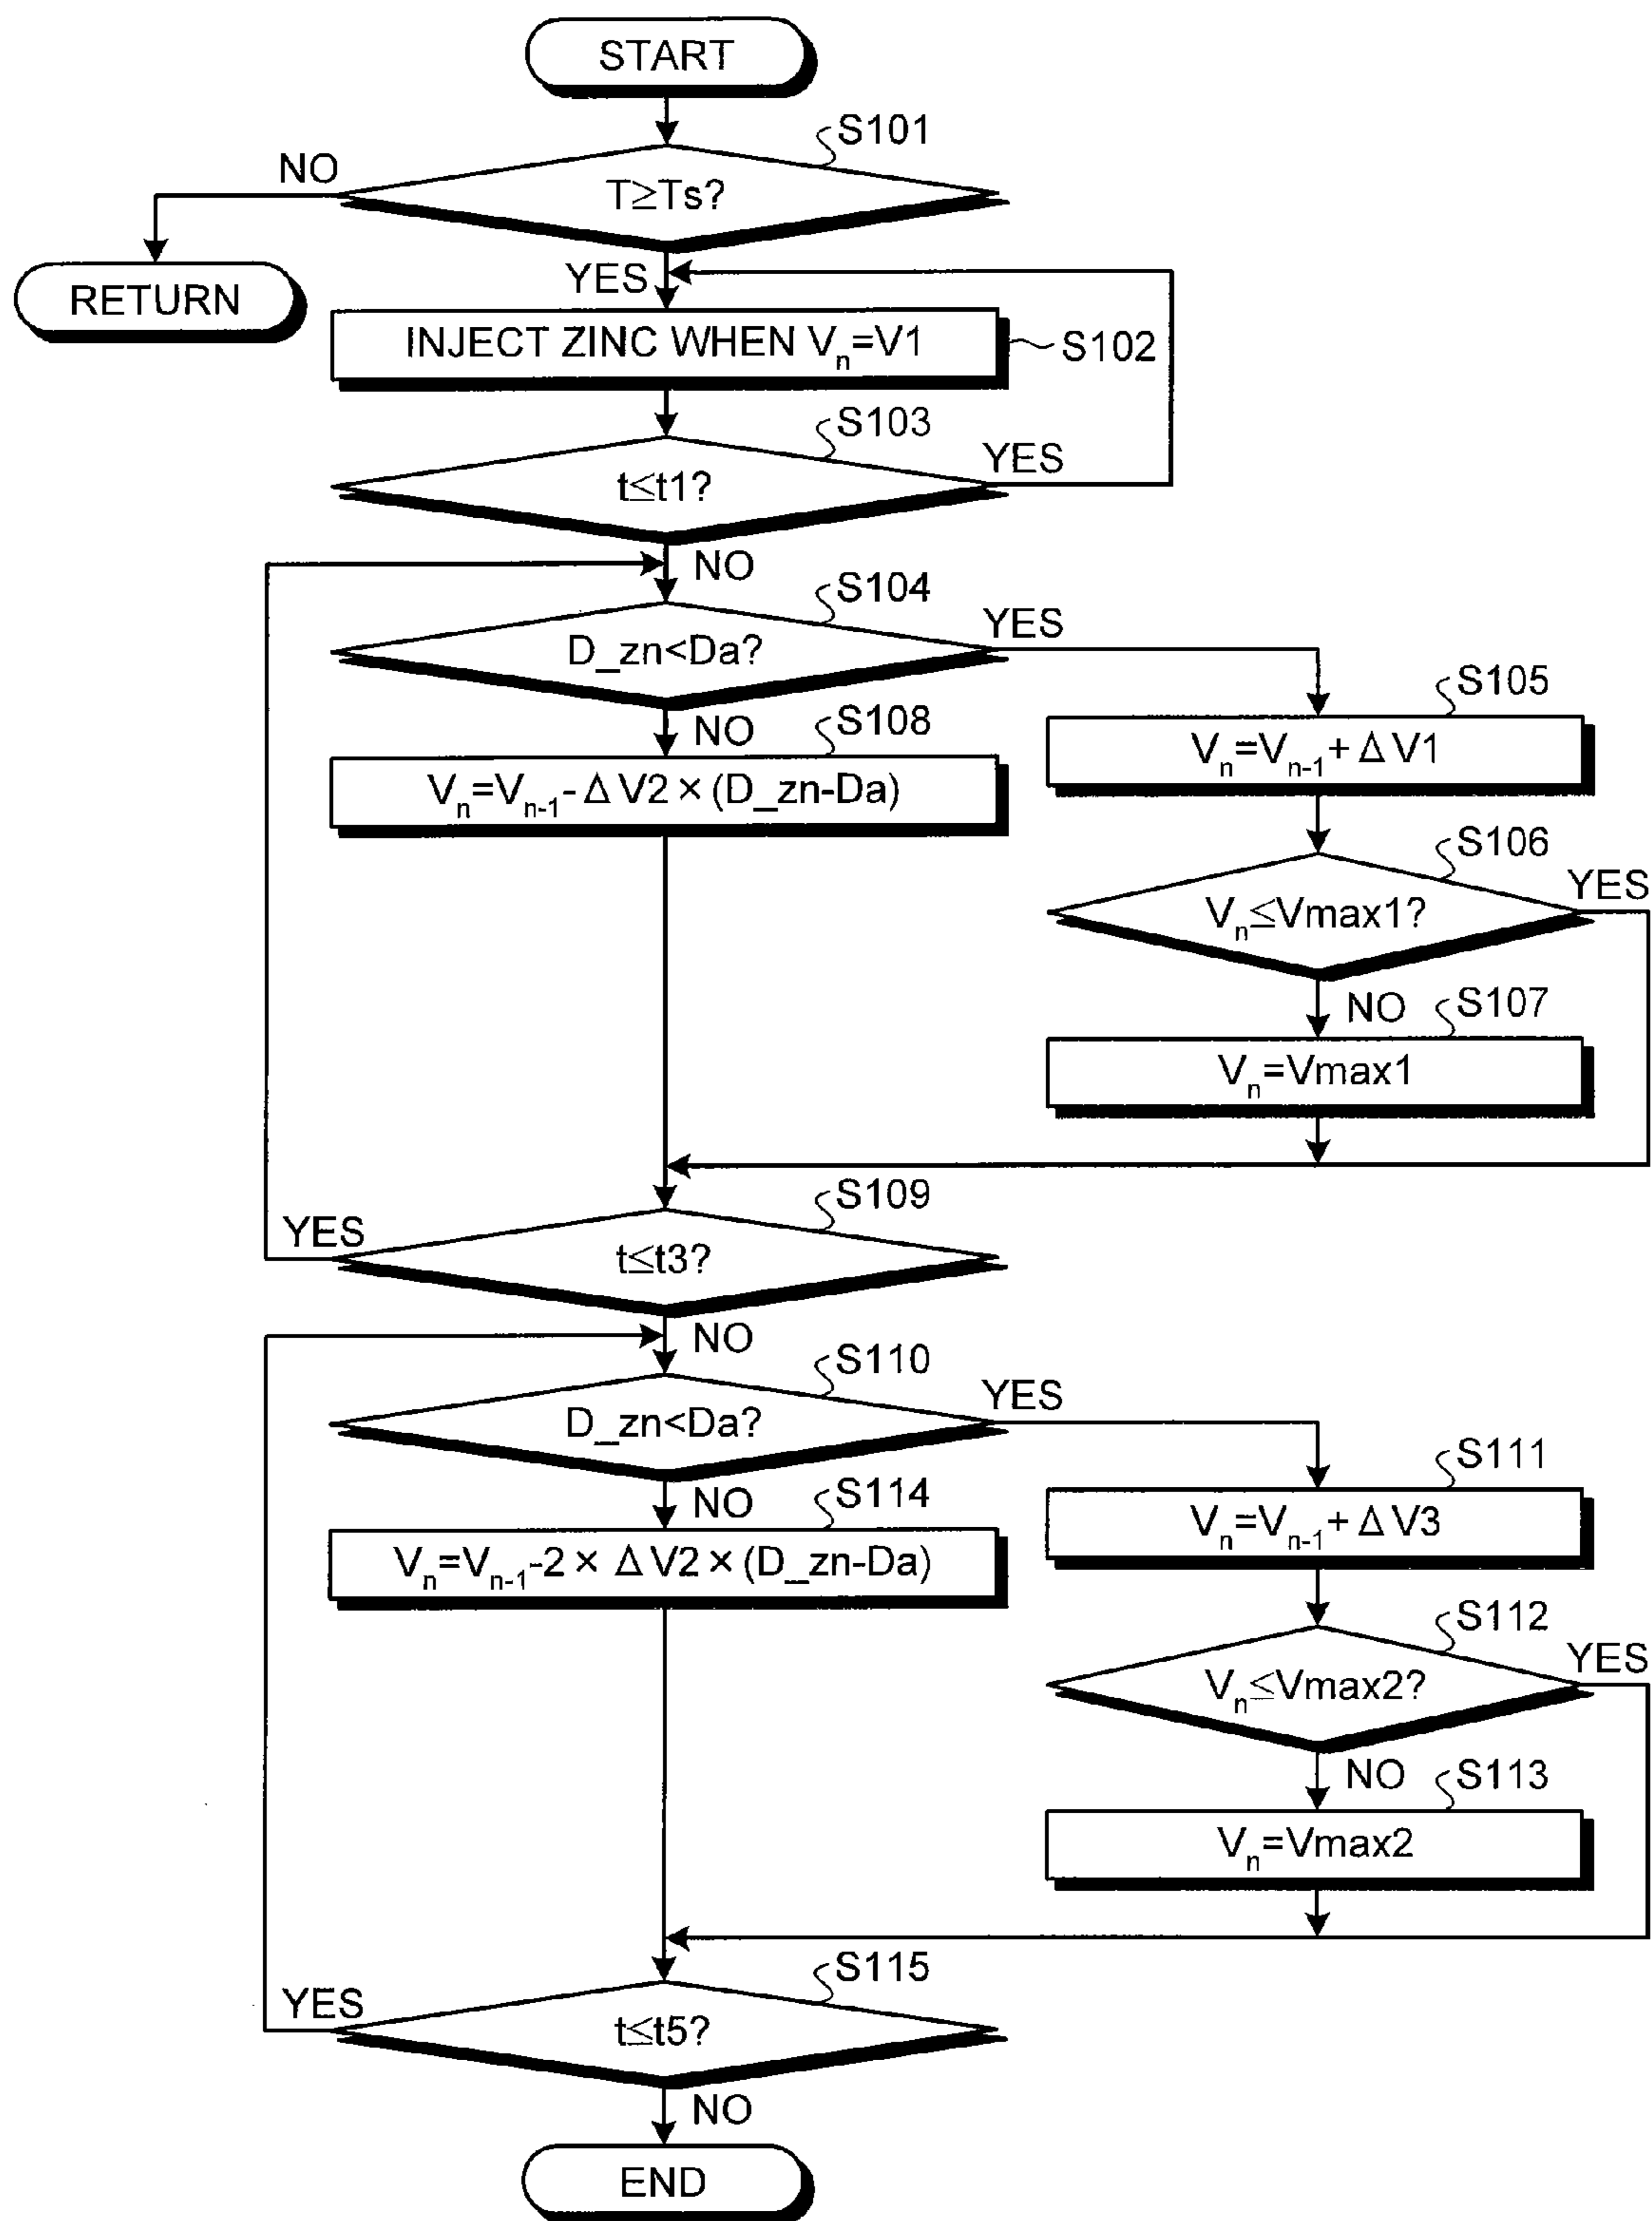 START
S101
NO
T≥Ts?
RETURN
YES
INJECT ZINC WHEN Vn=V1
S102
S103
YES
t≤t1?
NO
S104
YES
D_zn<Da?
S105
NO
S108
Vn=Vn-1+ΔV1
Vn=Vn-1-ΔV2×(D_zn-Da)
S106
YES
Vn≤Vmax1?
NO
S107
Vn=Vmax1
S109
YES
t≤t3?
NO
S110
YES
D_zn<Da?
S111
NO
S114
Vn=Vn-1+ΔV3
Vn=Vn-1-2×ΔV2×(D_zn-Da)
S112
YES
Vn≤Vmax2?
NO
S113
Vn=Vmax2
S115
YES
t≤t5?
NO
END